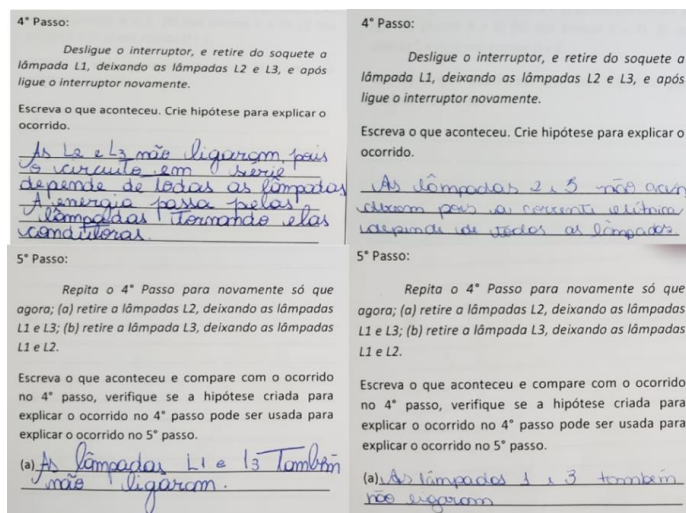 4° Passo:
Desligue o interruptor, e retire do soquete a
lâmpada L1, deixando as lâmpadas L2 e L3, e após
ligue o interruptor novamente.
Escreva o que aconteceu. Crie hipótese para explicar o
ocorrido.
As L2 e L3 não ligaram, pois
o circuito em serie
depende de todas as lâmpadas
A energia passa pelas
lâmpadas tornando elas
condutoras.
5° Passo:
Repita o 4° Passo para novamente só que
agora; (a) retire a lâmpadas L2, deixando as lâmpadas
L1 e L3; (b) retire a lâmpada L3, deixando as lâmpadas
L1 e L2.
Escreva o que aconteceu e compare com o ocorrido
no 4° passo, verifique se a hipótese criada para
explicar o ocorrido no 4° passo pode ser usada para
explicar o ocorrido no 5° passo.
(a) As lâmpadas L1 e l3 Também
não ligaram.
4° Passo:
Desligue o interruptor, e retire do soquete a
lâmpada L1, deixando as lâmpadas L2 e L3, e após
ligue o interruptor novamente.
Escreva o que aconteceu. Crie hipótese para explicar o
ocorrido.
As lâmpadas 2 e 3 não acen
deram pois a corrente elétrica
depende de todas as lâmpadas
5° Passo:
Repita o 4° Passo para novamente só que
agora; (a) retire a lâmpadas L2, deixando as lâmpadas
L1 e L3; (b) retire a lâmpada L3, deixando as lâmpadas
L1 e L2.
Escreva o que aconteceu e compare com o ocorrido
no 4° passo, verifique se a hipótese criada para
explicar o ocorrido no 4° passo pode ser usada para
explicar o ocorrido no 5° passo.
(a) As lâmpadas 1 e 3 tambem
não ligaram